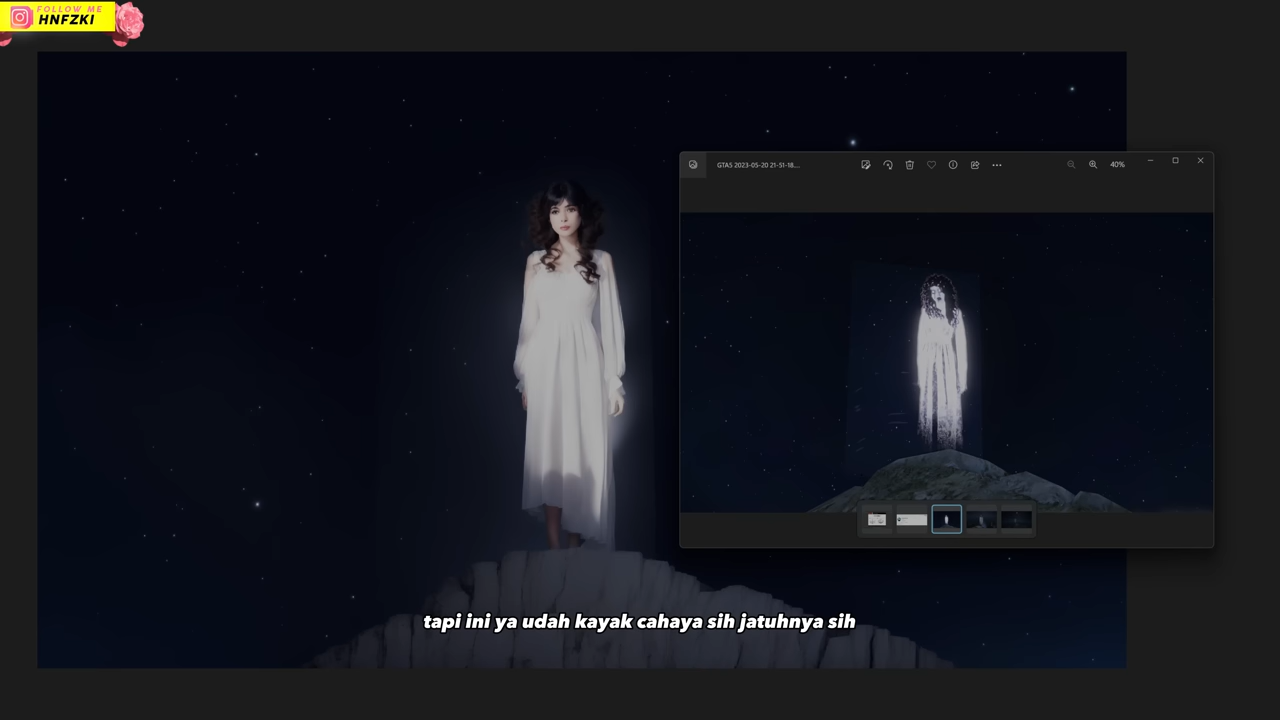 FOLLOW ME
HNFZKI
GTA5 2023-05-20 21-51-18....
40%
tapi ini ya udah kayak cahaya sih jatuhnya sih